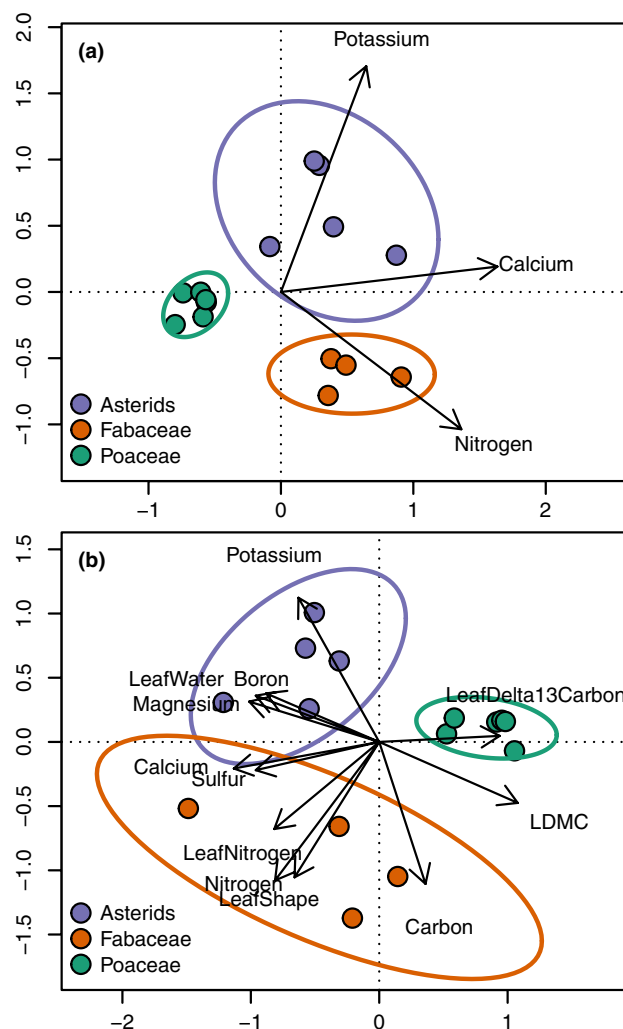 (a)
Potassium
2.0
1.5
1.0
0.5
0.0
−0.5
−1.0
Calcium
Nitrogen
Asterids
Fabaceae
Poaceae
−1 0 1 2
(b)
Potassium
1.5
1.0
0.5
0.0
−0.5
−1.0
−1.5
LeafWater Boron
Magnesium
LeafDelta13Carbon
Calcium
Sulfur
LDMC
LeafNitrogen
Nitrogen
LeafShape
Carbon
Asterids
Fabaceae
Poaceae
−2 −1 0 1